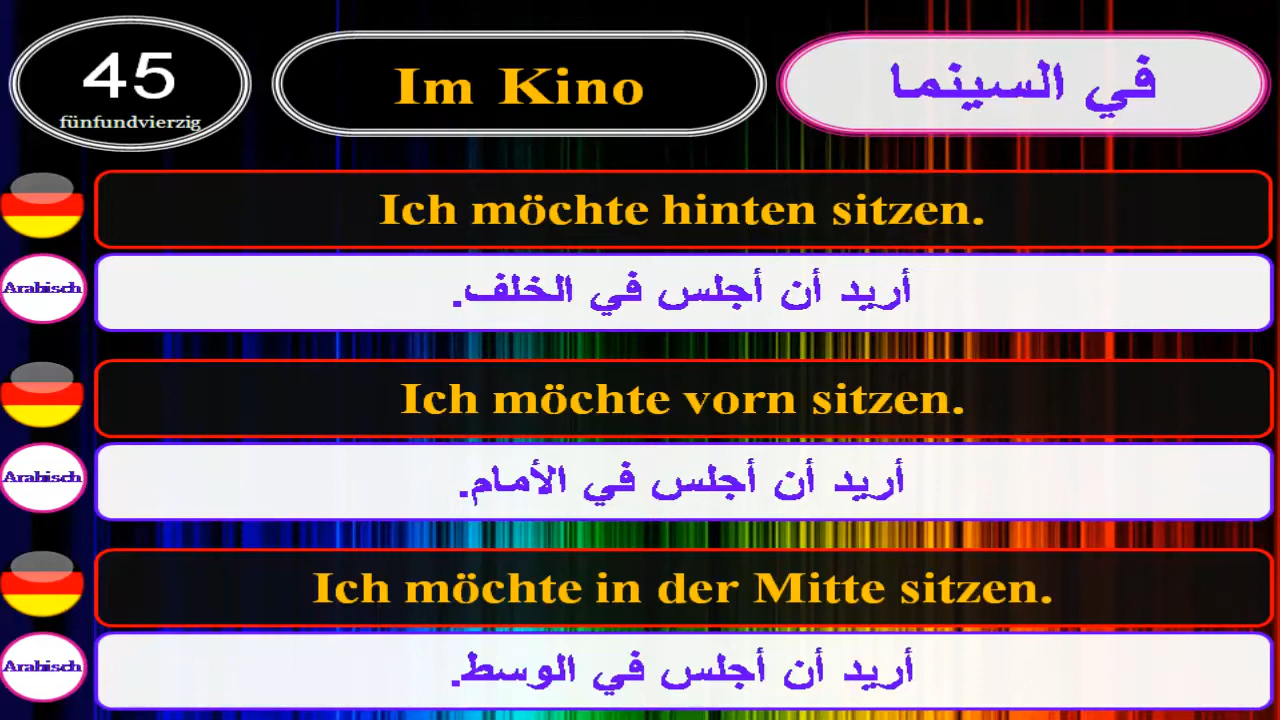 45
fünfundvierzig
Im Kino
في السينما
Ich möchte hinten sitzen.
Arabisch
أريد أن أجلس في الخلف.
Ich möchte vorn sitzen.
Arabisch
أريد أن أجلس في الأمام.
Ich möchte in der Mitte sitzen.
Arabisch
أريد أن أجلس في الوسط.